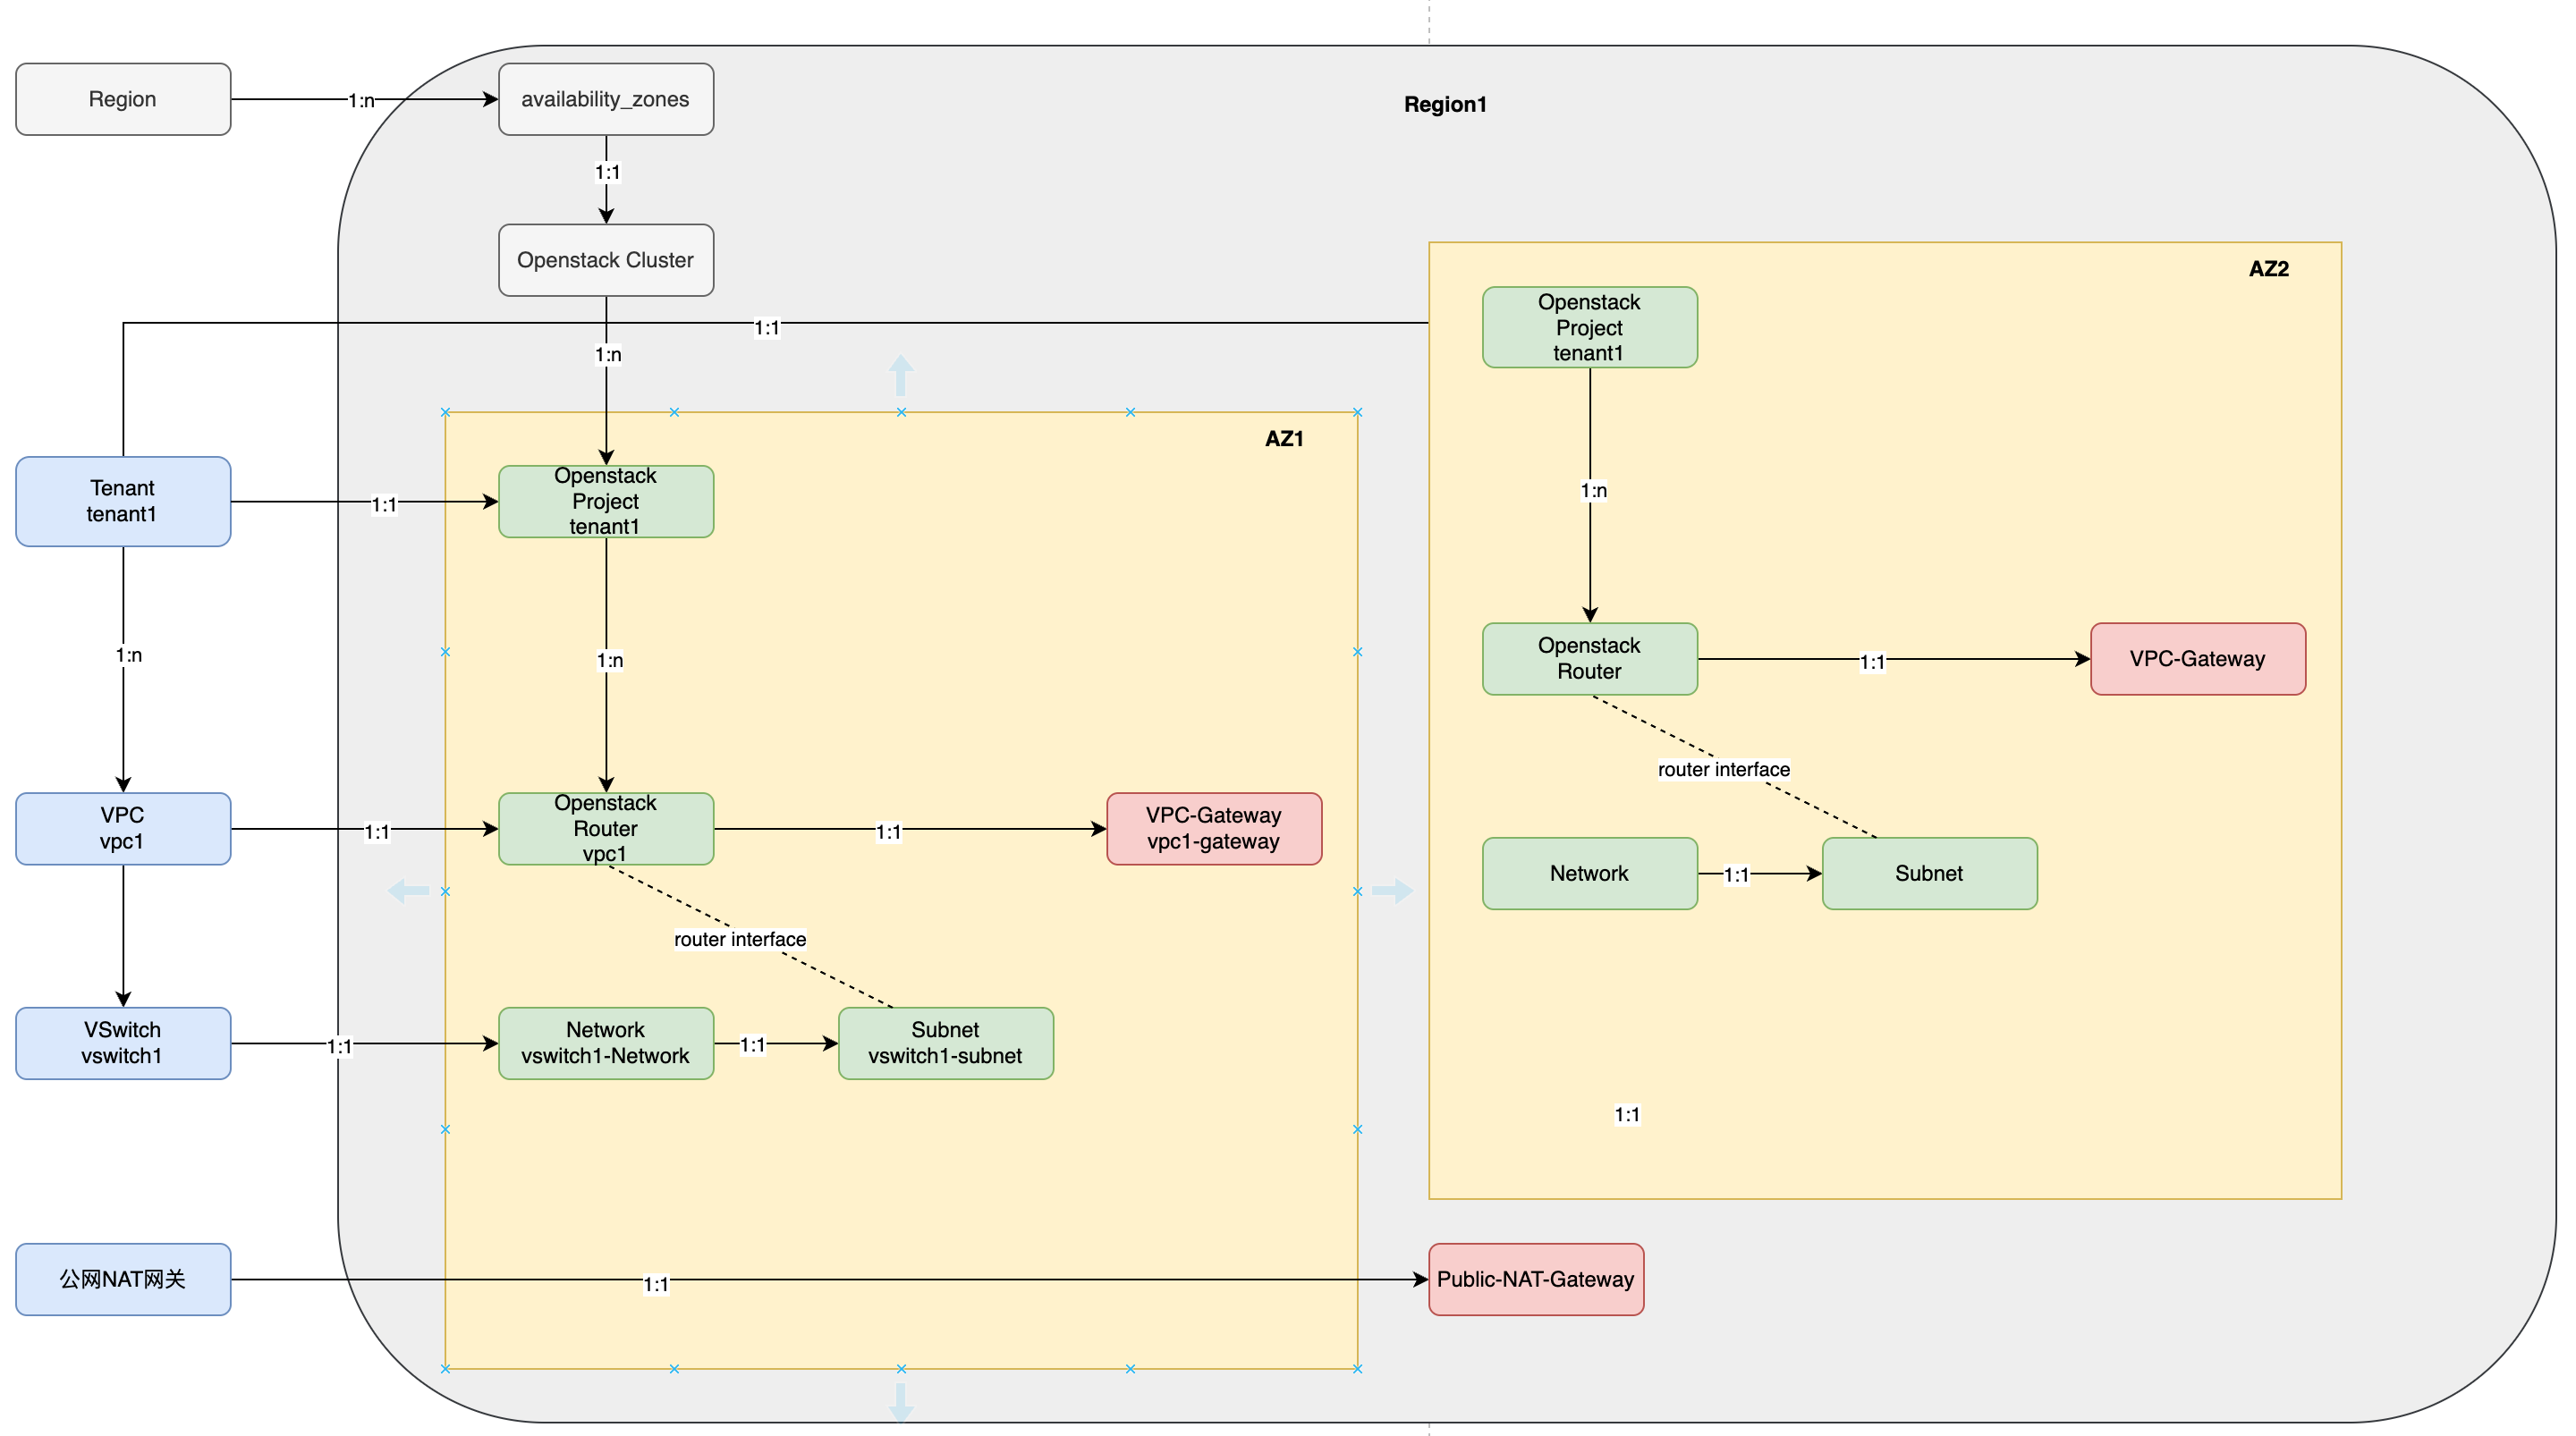 Region
1:n
availability_zones
Region1
1:1
Openstack Cluster
AZ2
Openstack
Project
tenant1
1:1
1:n
AZ1
Tenant
tenant1
1:1
Openstack
Project
tenant1
1:n
1:n
1:n
Openstack
Router
1:1
VPC-Gateway
router interface
VPC
vpc1
1:1
Openstack
Router
vpc1
1:1
VPC-Gateway
vpc1-gateway
Network
1:1
Subnet
router interface
VSwitch
vswitch1
1:1
Network
vswitch1-Network
1:1
Subnet
vswitch1-subnet
1:1
公网NAT网关
1:1
Public-NAT-Gateway